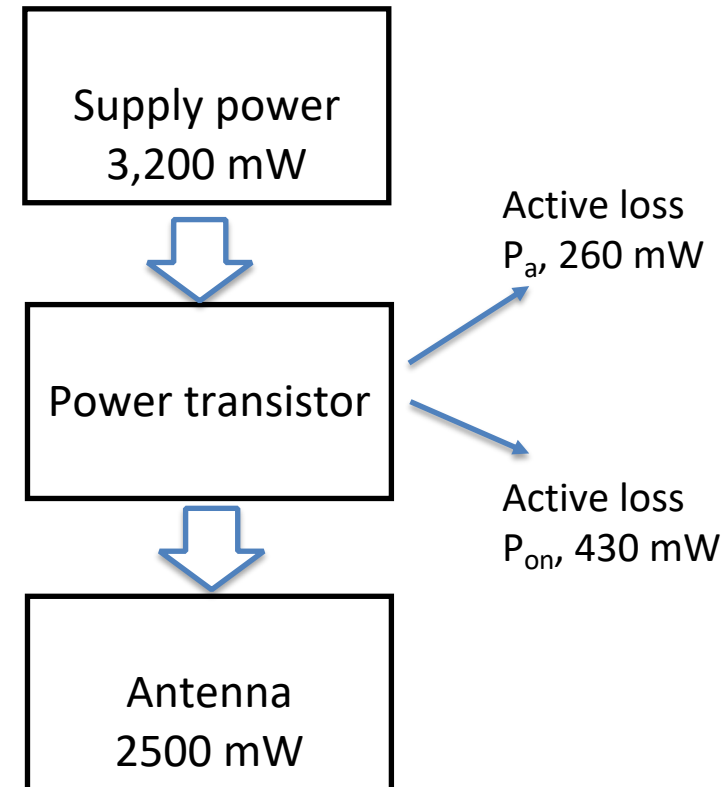 Supply power
3,200 mW
Active loss
Pₐ, 260 mW
Power transistor
Active loss
Pₒₙ, 430 mW
Antenna
2500 mW